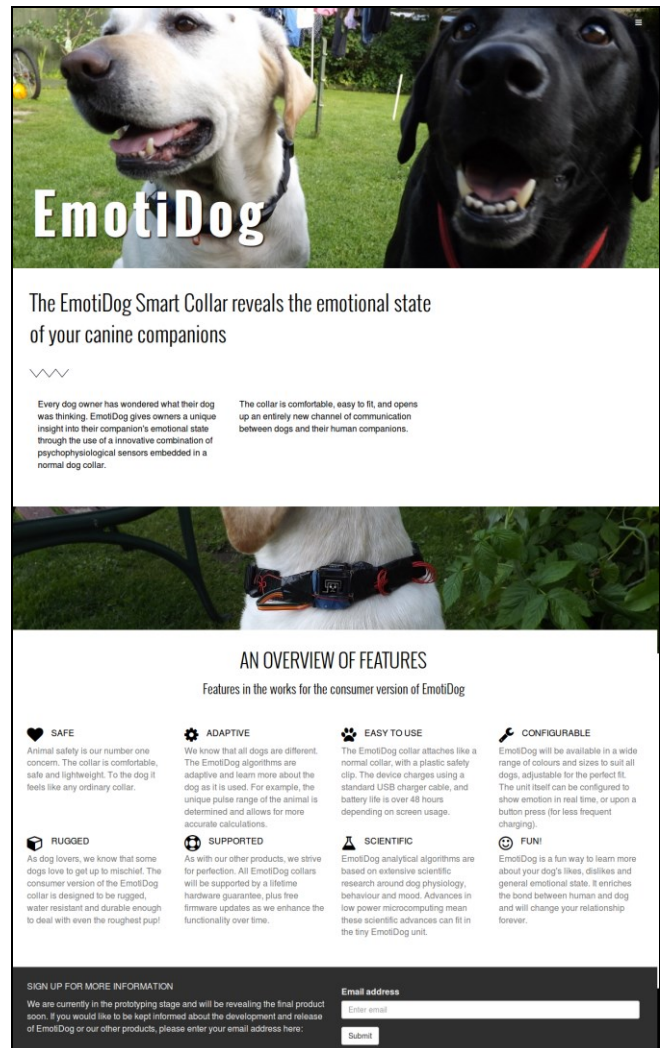 EmotiDog
The EmotiDog Smart Collar reveals the emotional state
of your canine companions
Every dog owner has wondered what their dog
was thinking. EmotiDog gives owners a unique
insight into their companion's emotional state
through the use of a innovative combination of
psychophysiological sensors embedded in a
normal dog collar.
The collar is comfortable, easy to fit, and opens
up an entirely new channel of communication
between dogs and their human companions.
AN OVERVIEW OF FEATURES
Features in the works for the consumer version of EmotiDog
SAFE
Animal safety is our number one
concern. The collar is comfortable,
safe and lightweight. To the dog it
feels like any ordinary collar.
ADAPTIVE
We know that all dogs are different.
The EmotiDog algorithms are
adaptive and learn more about the
dog as it is used. For example, the
unique pulse range of the animal is
determined and allows for more
accurate calculations.
EASY TO USE
The EmotiDog collar attaches like a
normal collar, with a plastic safety
clip. The device charges using a
standard USB charger cable, and
battery life is over 48 hours
depending on screen usage.
CONFIGURABLE
EmotiDog will be available in a wide
range of colours and sizes to suit all
dogs, adjustable for the perfect fit.
The unit itself can be configured to
show emotion in real time, or upon a
button press (for less frequent
charging).
RUGGED
As dog lovers, we know that some
dogs love to get up to mischief. The
consumer version of the EmotiDog
collar is designed to be rugged,
water resistant and durable enough
to deal with even the roughest pup!
SUPPORTED
As with our other products, we strive
for perfection. All EmotiDog collars
will be supported by a lifetime
hardware guarantee, plus free
firmware updates as we enhance the
functionality over time.
SCIENTIFIC
EmotiDog analytical algorithms are
based on extensive scientific
research around dog physiology,
behaviour and mood. Advances in
low power microcomputing mean
these scientific advances can fit in
the tiny EmotiDog unit.
FUN!
EmotiDog is a fun way to learn more
about your dog's likes, dislikes and
general emotional state. It enriches
the bond between human and dog
and will change your relationship
forever.
SIGN UP FOR MORE INFORMATION
We are currently in the prototyping stage and will be revealing the final product
soon. If you would like to be kept informed about the development and release
of EmotiDog or our other products, please enter your email address here:
Email address
Enter email
Submit